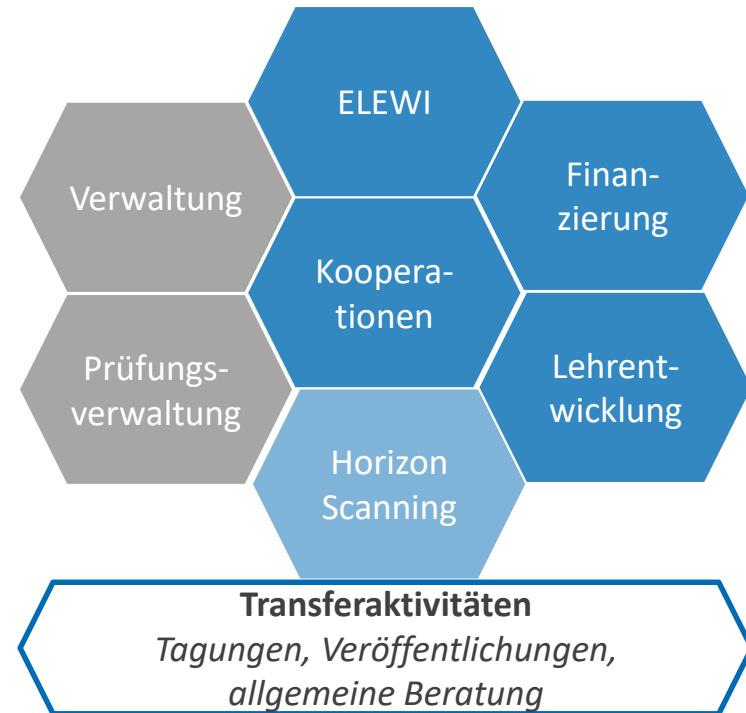 ELEWI
Verwaltung
Finan-
zierung
Koopera-
tionen
Prüfungs-
verwaltung
Lehrent-
wicklung
Horizon
Scanning
Transferaktivitäten
Tagungen, Veröffentlichungen,
allgemeine Beratung